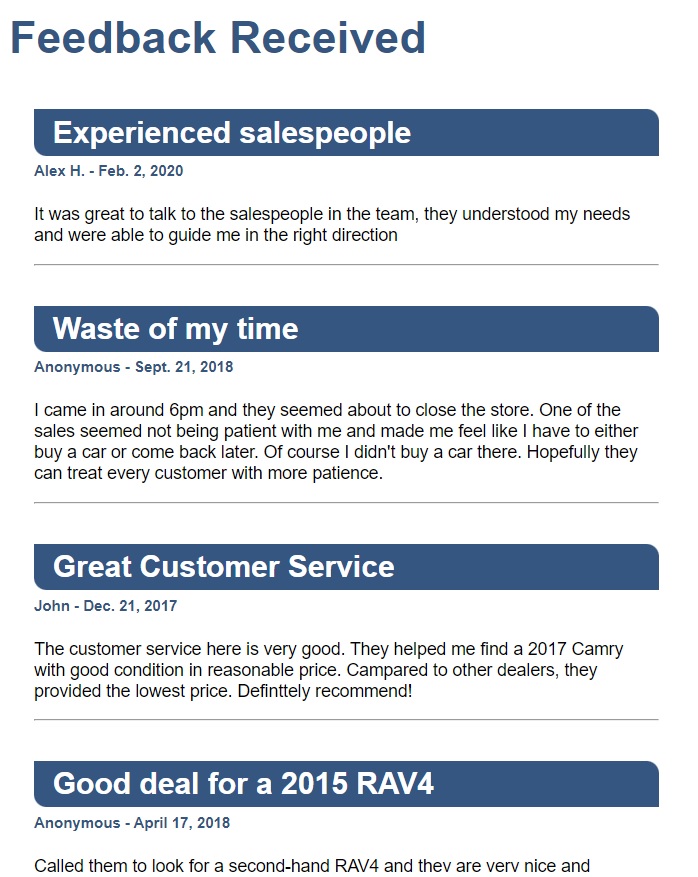 Feedback Received
Experienced salespeople
Alex H. - Feb. 2, 2020
It was great to talk to the salespeople in the team, they understood my needs
and were able to guide me in the right direction
Waste of my time
Anonymous - Sept. 21, 2018
I came in around 6pm and they seemed about to close the store. One of the
sales seemed not being patient with me and made me feel like I have to either
buy a car or come back later. Of course I didn't buy a car there. Hopefully they
can treat every customer with more patience.
Great Customer Service
John - Dec. 21, 2017
The customer service here is very good. They helped me find a 2017 Camry
with good condition in reasonable price. Campared to other dealers, they
provided the lowest price. Definttely recommend!
Good deal for a 2015 RAV4
Anonymous - April 17, 2018
Called them to look for a second-hand RAV4 and they are very nice and